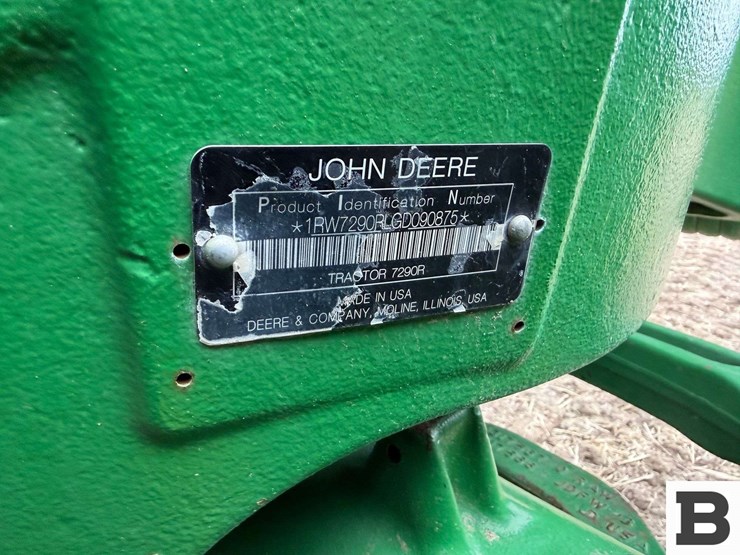 JOHN DEERE
Product Identification Number
*1RW7290RLGD090875*
TRACTOR 7290R
MADE IN USA
DEERE & COMPANY, MOLINE, ILLINOIS, USA
B